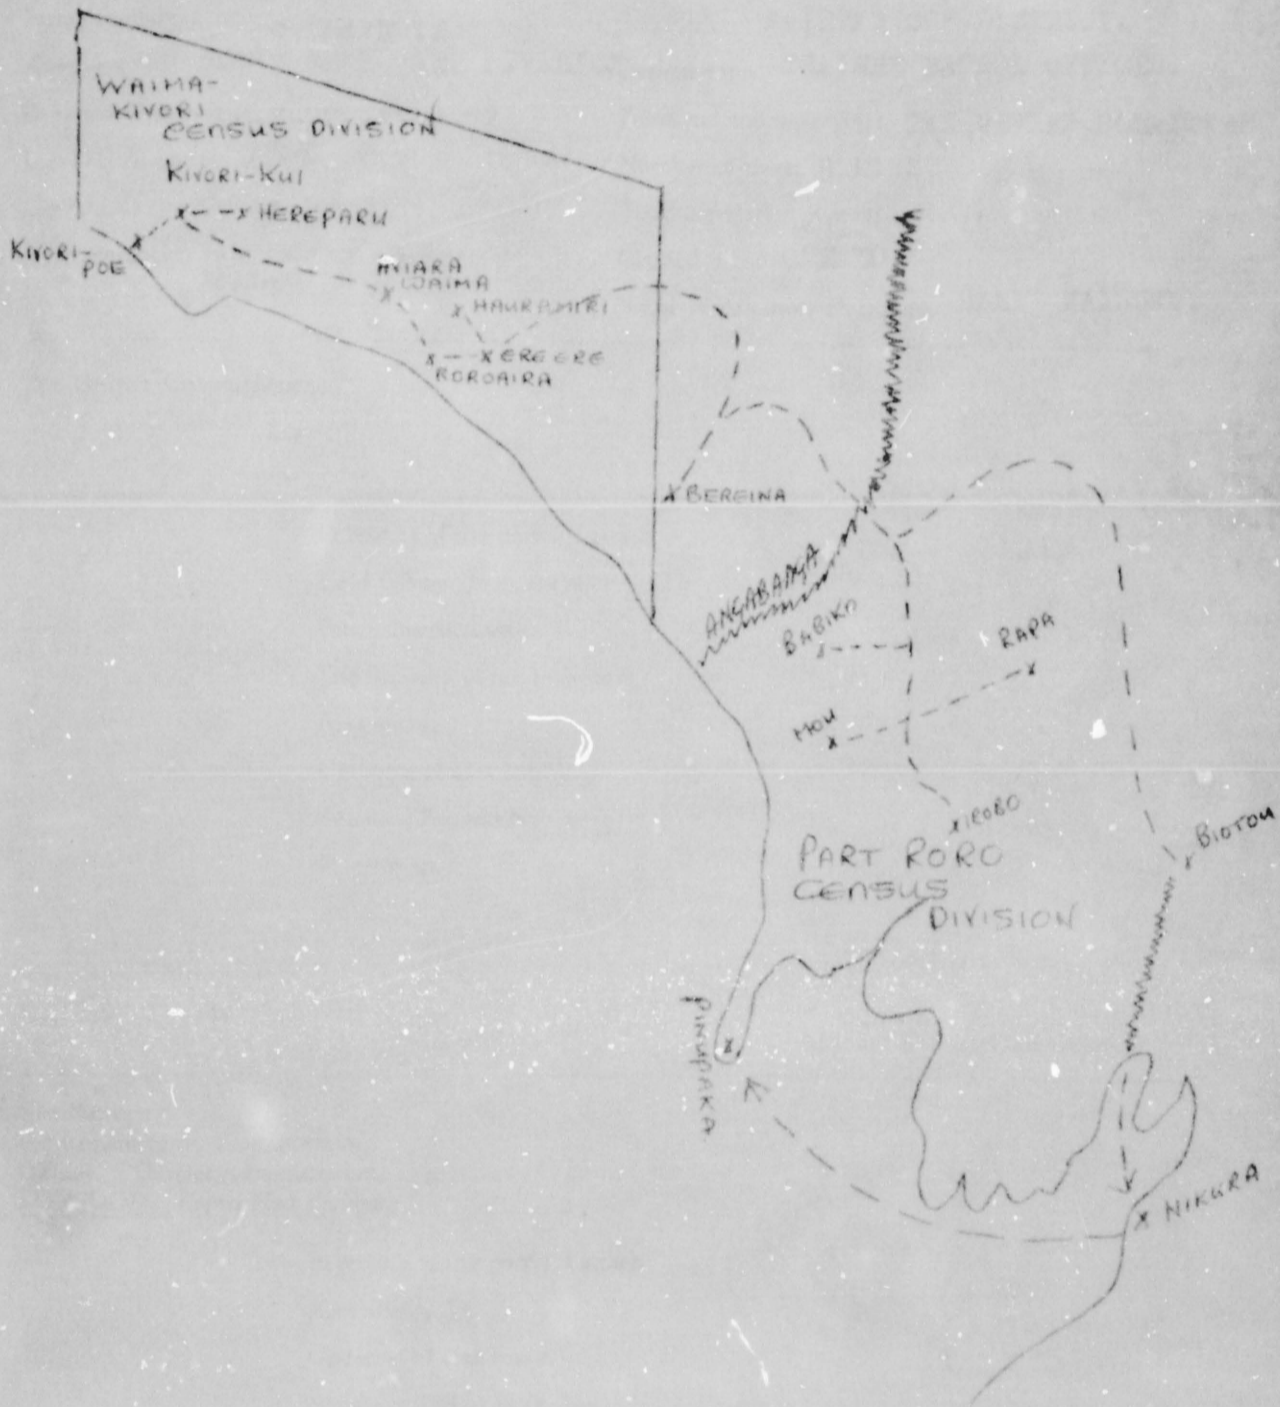 WAIMA-
KIVORI
CENSUS DIVISION
KIVORI-KUI
HEREPARU
KIVORI-
POE
AVIARA
WAIMA
HAURAMIRI
EREERE
ROROAIRA
BEREINA
ANGABANGA
BABIKO
RAPA
MOU
IROBO
BIOTOU
PART RORO
CENSUS
DIVISION
PINUPAKA
NIKURA